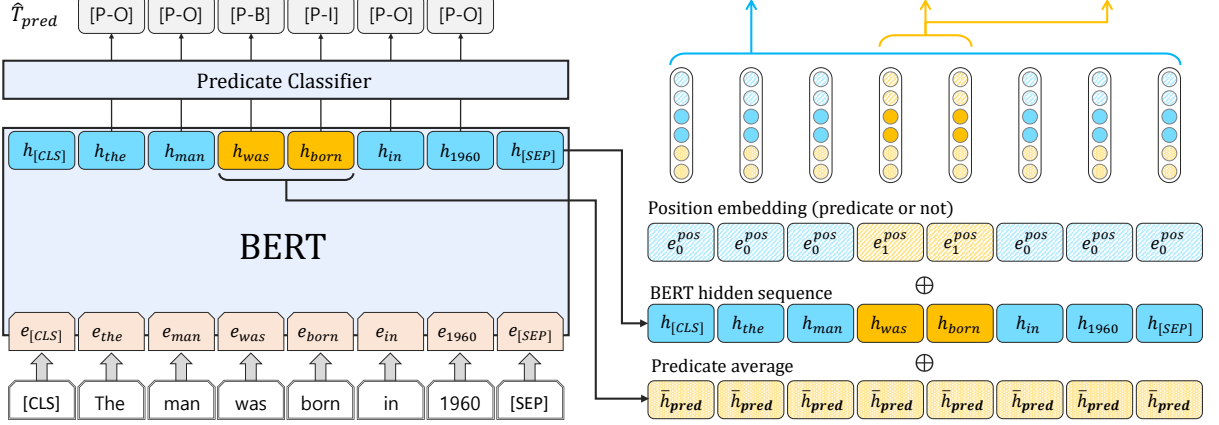 T̂_pred [P-O] [P-O] [P-B] [P-I] [P-O] [P-O]
Predicate Classifier
h_[CLS] h_the h_man h_was h_born h_in h_1960 h_[SEP]
BERT
e_[CLS] e_the e_man e_was e_born e_in e_1960 e_[SEP]
[CLS] The man was born in 1960 [SEP]
Position embedding (predicate or not)
e_0^pos e_0^pos e_0^pos e_1^pos e_1^pos e_0^pos e_0^pos e_0^pos
⊕
BERT hidden sequence
h_[CLS] h_the h_man h_was h_born h_in h_1960 h_[SEP]
⊕
Predicate average
h̄_pred h̄_pred h̄_pred h̄_pred h̄_pred h̄_pred h̄_pred h̄_pred